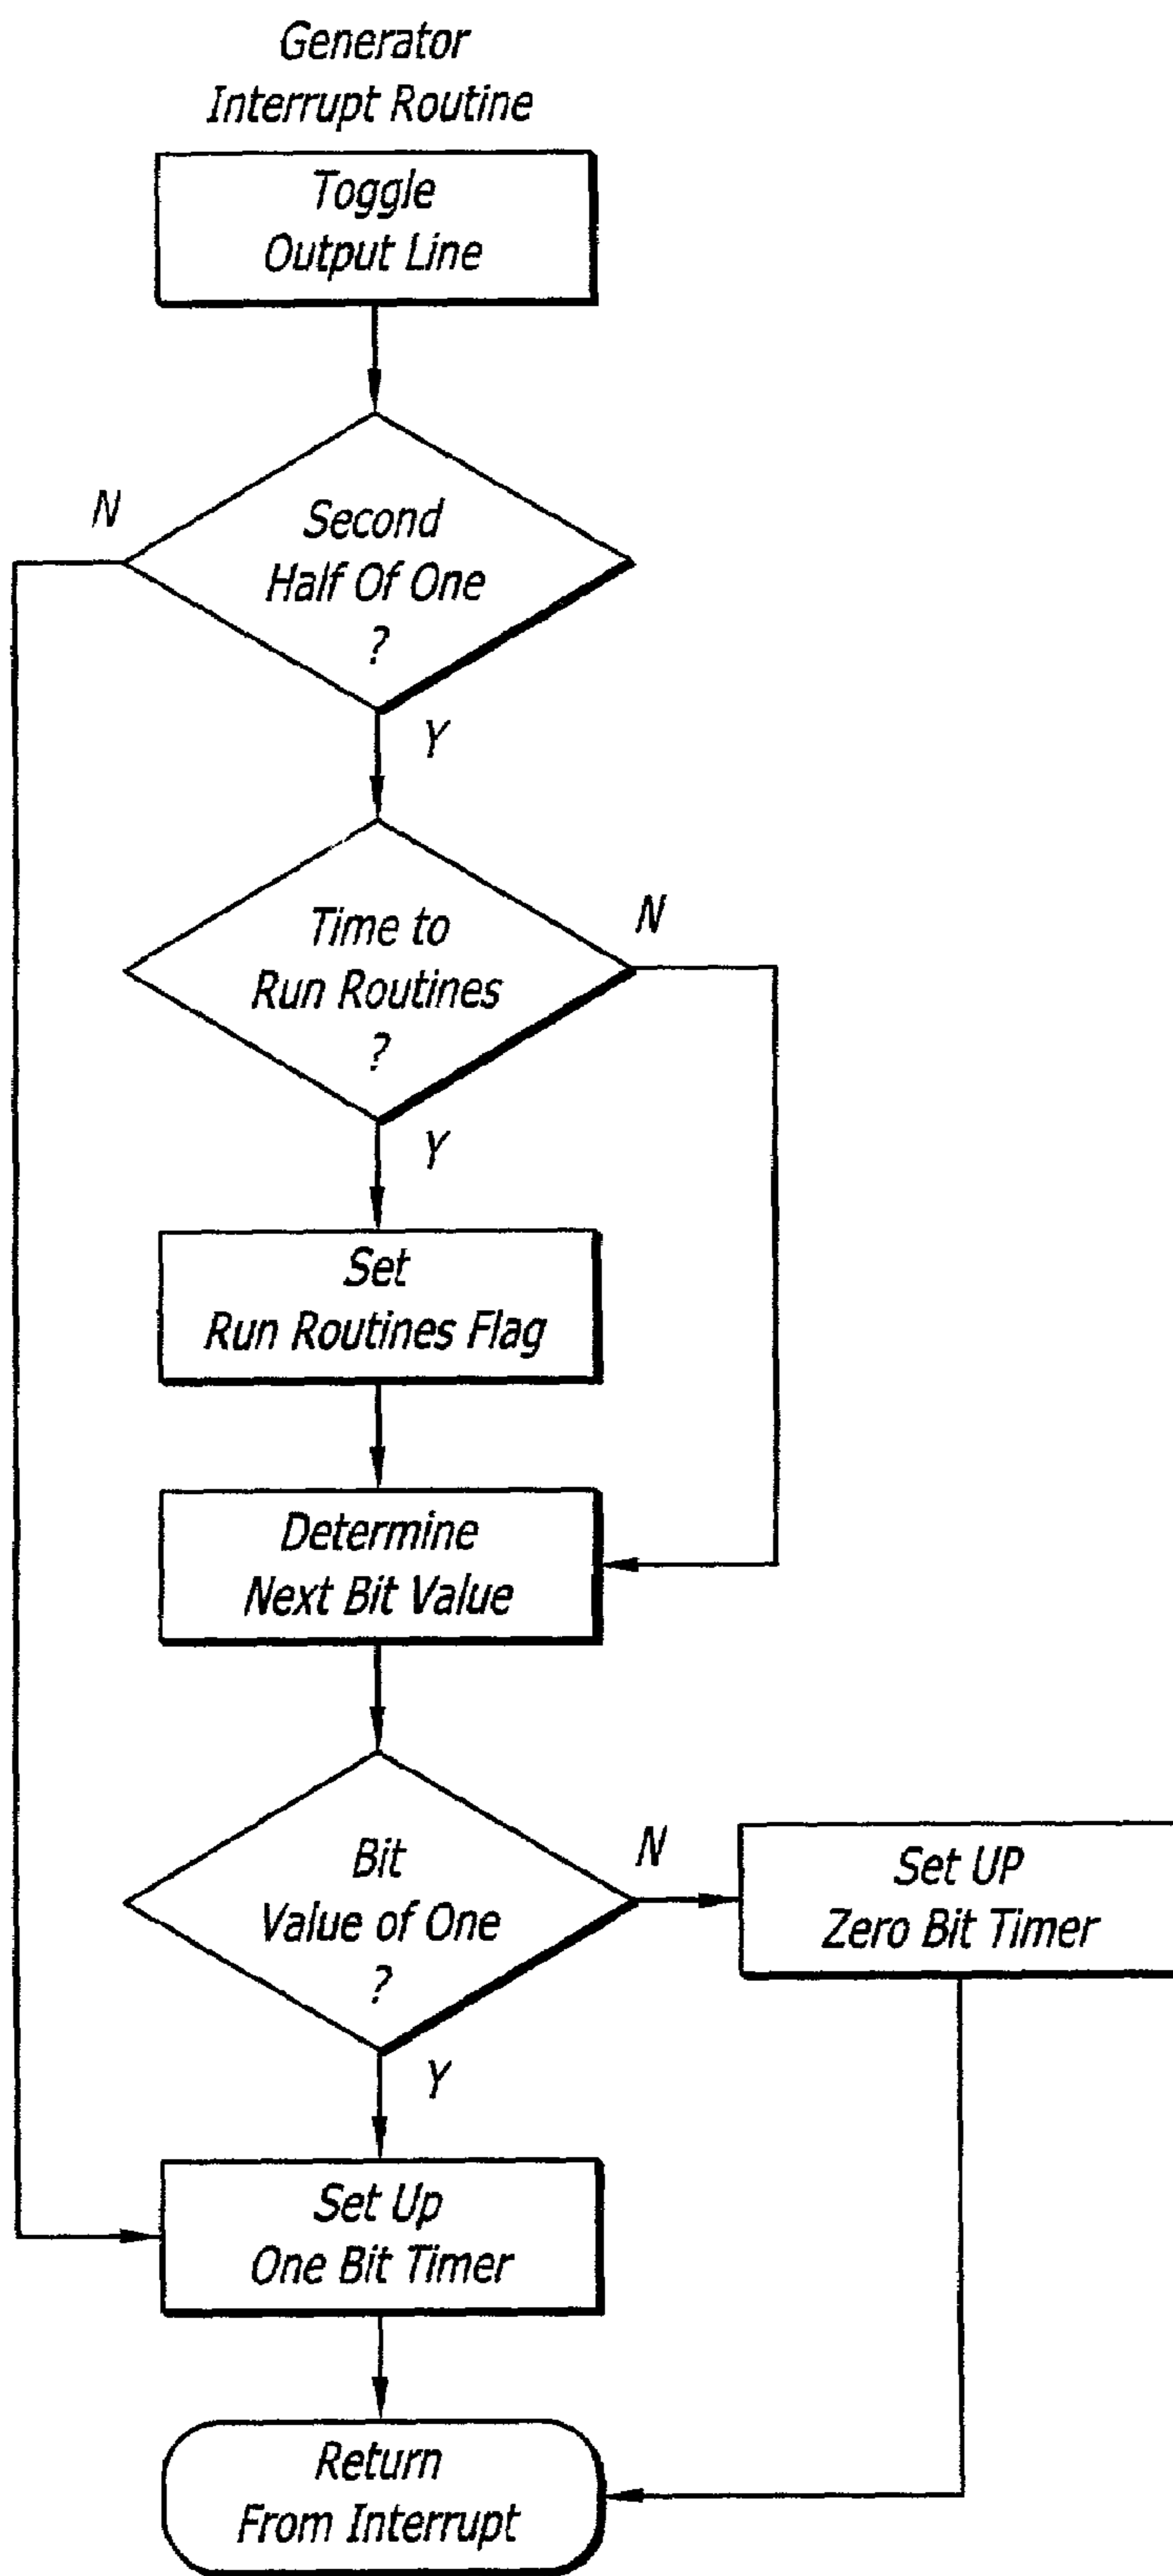 Generator
Interrupt Routine
Toggle
Output Line
N
Second
Half Of One
?
Y
Time to
Run Routines
?
N
Y
Set
Run Routines Flag
Determine
Next Bit Value
Bit
Value of One
?
N
Set UP
Zero Bit Timer
Y
Set Up
One Bit Timer
Return
From Interrupt